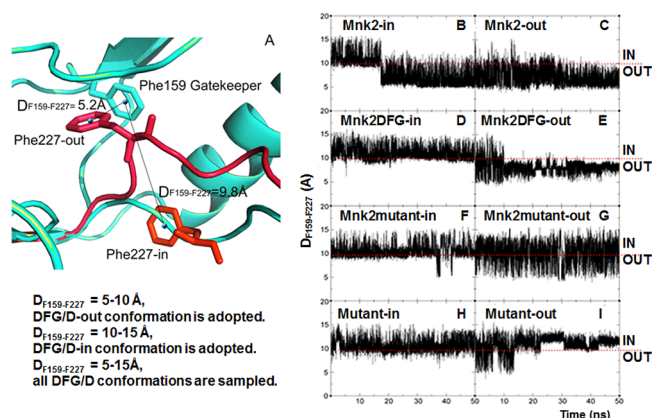 A
Phe159 Gatekeeper
DF159-F227= 5.2Å
Phe227-out
DF159-F227=9.8Å
Phe227-in
DF159-F227 = 5-10 Å,
DFG/D-out conformation is adopted.
DF159-F227 = 10-15 Å,
DFG/D-in conformation is adopted.
DF159-F227 = 5-15Å,
all DFG/D conformations are sampled.
DF159-F227 (A)
20
Mnk2-in B Mnk2-out C
15
IN
10
OUT
5
20
Mnk2DFG-in D Mnk2DFG-out E
15
IN
10
OUT
5
20
Mnk2mutant-in F Mnk2mutant-out G
15
IN
10
OUT
5
20
Mutant-in H Mutant-out I
15
IN
10
OUT
5
0 10 20 30 40 50 0 10 20 30 40 50
Time (ns) Time (ns)